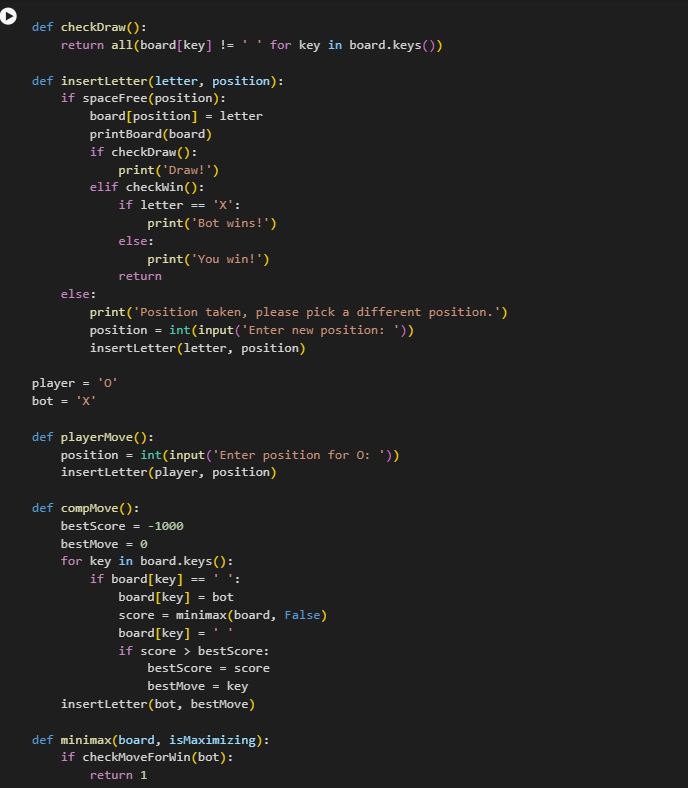 def checkDraw():
    return all(board[key] != ' ' for key in board.keys())

def insertLetter(letter, position):
    if spaceFree(position):
        board[position] = letter
        printBoard(board)
        if checkDraw():
            print('Draw!')
        elif checkWin():
            if letter == 'X':
                print('Bot wins!')
            else:
                print('You win!')
            return
    else:
        print('Position taken, please pick a different position.')
        position = int(input('Enter new position: '))
        insertLetter(letter, position)

player = 'O'
bot = 'X'

def playerMove():
    position = int(input('Enter position for O: '))
    insertLetter(player, position)

def compMove():
    bestScore = -1000
    bestMove = 0
    for key in board.keys():
        if board[key] == ' ':
            board[key] = bot
            score = minimax(board, False)
            board[key] = ' '
            if score > bestScore:
                bestScore = score
                bestMove = key
    insertLetter(bot, bestMove)

def minimax(board, isMaximizing):
    if checkMoveForWin(bot):
        return 1